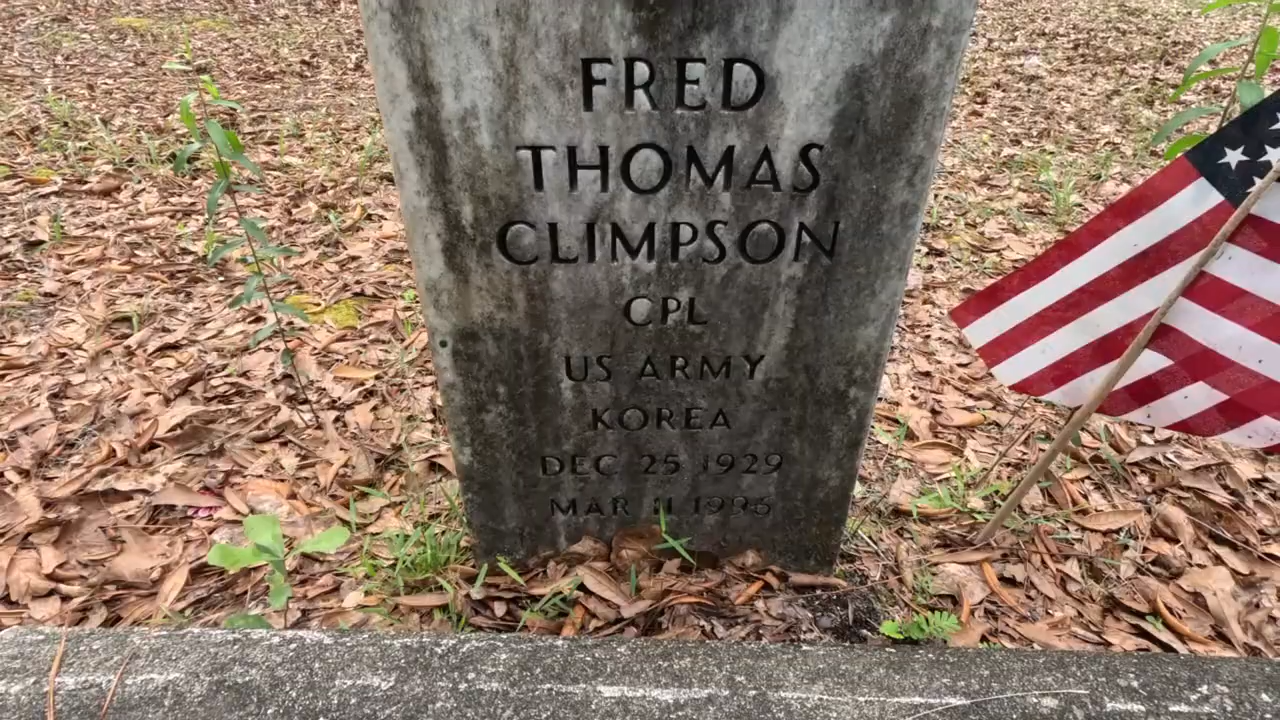 FRED
THOMAS
CLIMPSON
CPL
US ARMY
KOREA
DEC 25 1929
MAR 11 1996